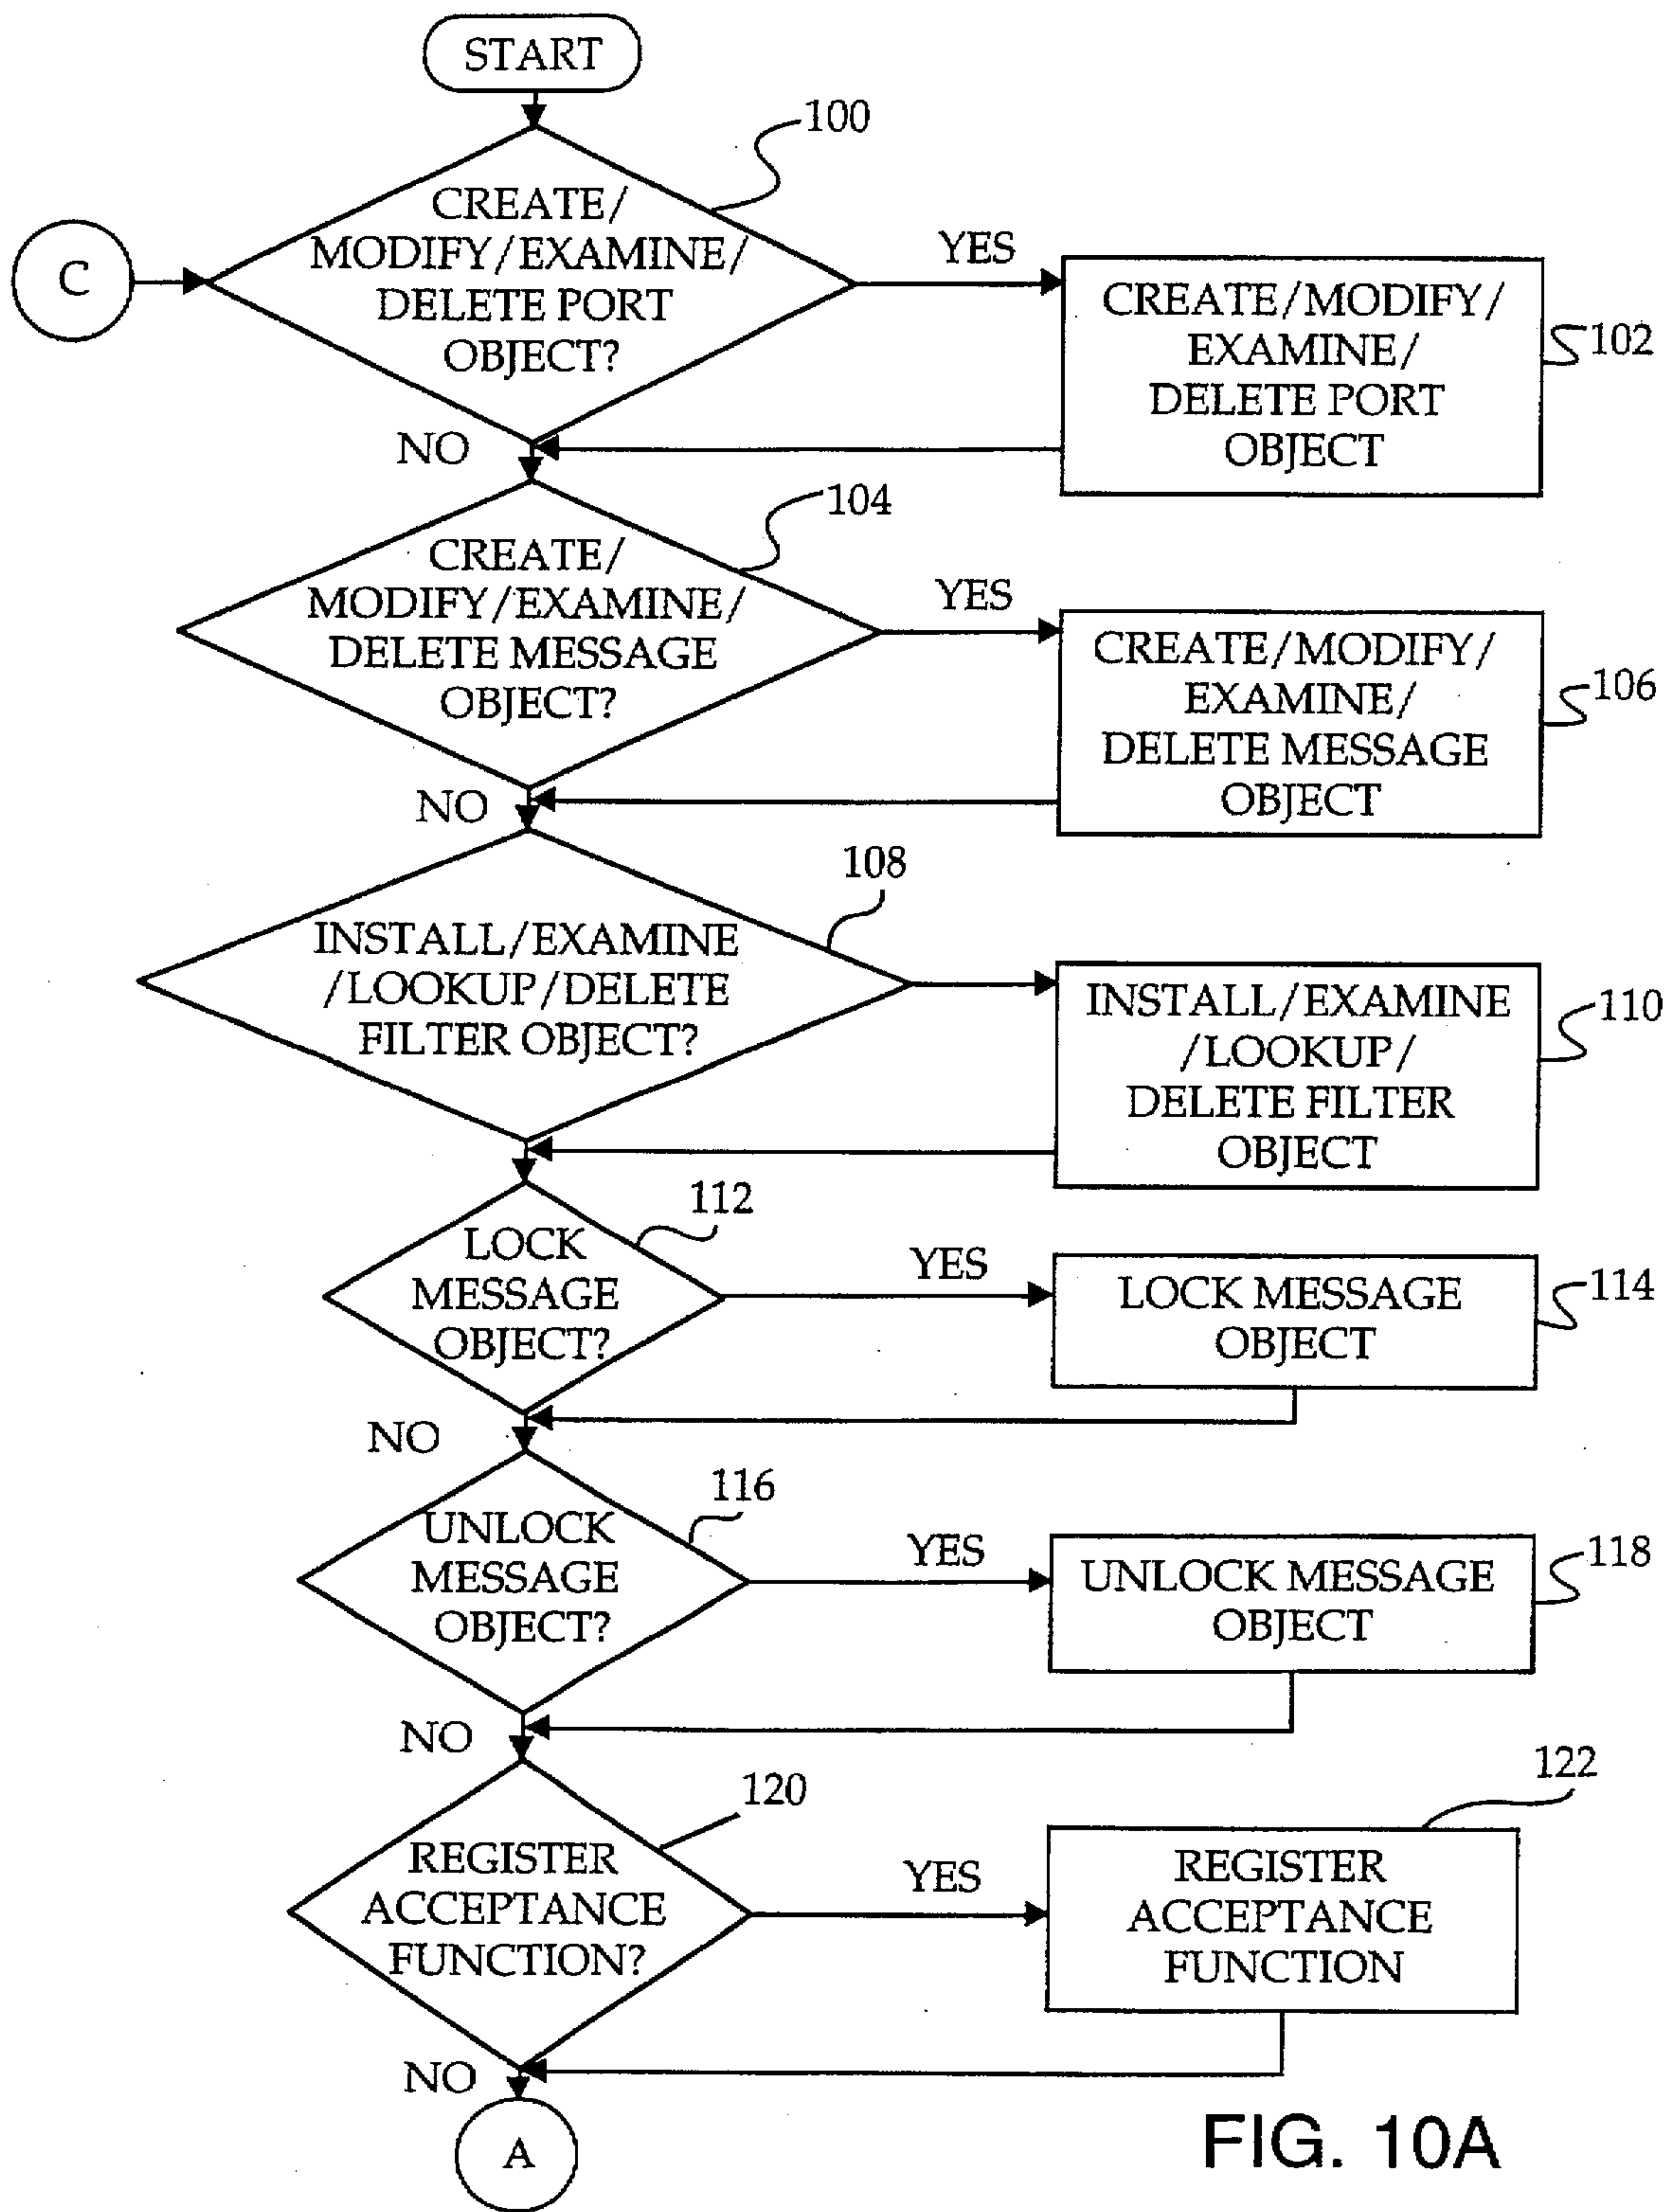 START
100
CREATE/
MODIFY/EXAMINE/
DELETE PORT
OBJECT?
C
YES
CREATE/MODIFY/
EXAMINE/
DELETE PORT
OBJECT
102
NO
104
CREATE/
MODIFY/EXAMINE/
DELETE MESSAGE
OBJECT?
YES
CREATE/MODIFY/
EXAMINE/
DELETE MESSAGE
OBJECT
106
NO
108
INSTALL/EXAMINE
/LOOKUP/DELETE
FILTER OBJECT?
INSTALL/EXAMINE
/LOOKUP/
DELETE FILTER
OBJECT
110
112
LOCK
MESSAGE
OBJECT?
YES
LOCK MESSAGE
OBJECT
114
NO
116
UNLOCK
MESSAGE
OBJECT?
YES
UNLOCK MESSAGE
OBJECT
118
NO
120
REGISTER
ACCEPTANCE
FUNCTION?
YES
122
REGISTER
ACCEPTANCE
FUNCTION
NO
A
FIG. 10A